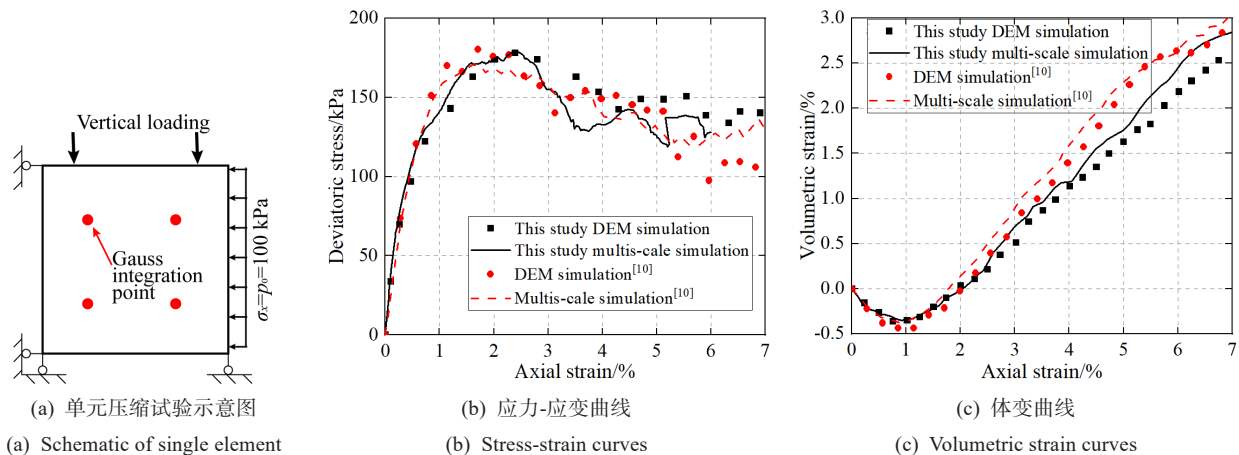 Vertical loading
Gauss
integration
point
σx=p0=100 kPa
(a) 单元压缩试验示意图
(a) Schematic of single element
Deviatoric stress/kPa
200
150
100
50
0
This study DEM simulation
This study multis-cale simulation
DEM simulation[10]
Multis-cale simulation[10]
0 1 2 3 4 5 6 7
Axial strain/%
(b) 应力-应变曲线
(b) Stress-strain curves
Volumetric strain/%
3.0
2.5
2.0
1.5
1.0
0.5
0.0
-0.5
This study DEM simulation
This study multi-scale simulation
DEM simulation[10]
Multi-scale simulation[10]
0 1 2 3 4 5 6 7
Axial strain/%
(c) 体变曲线
(c) Volumetric strain curves